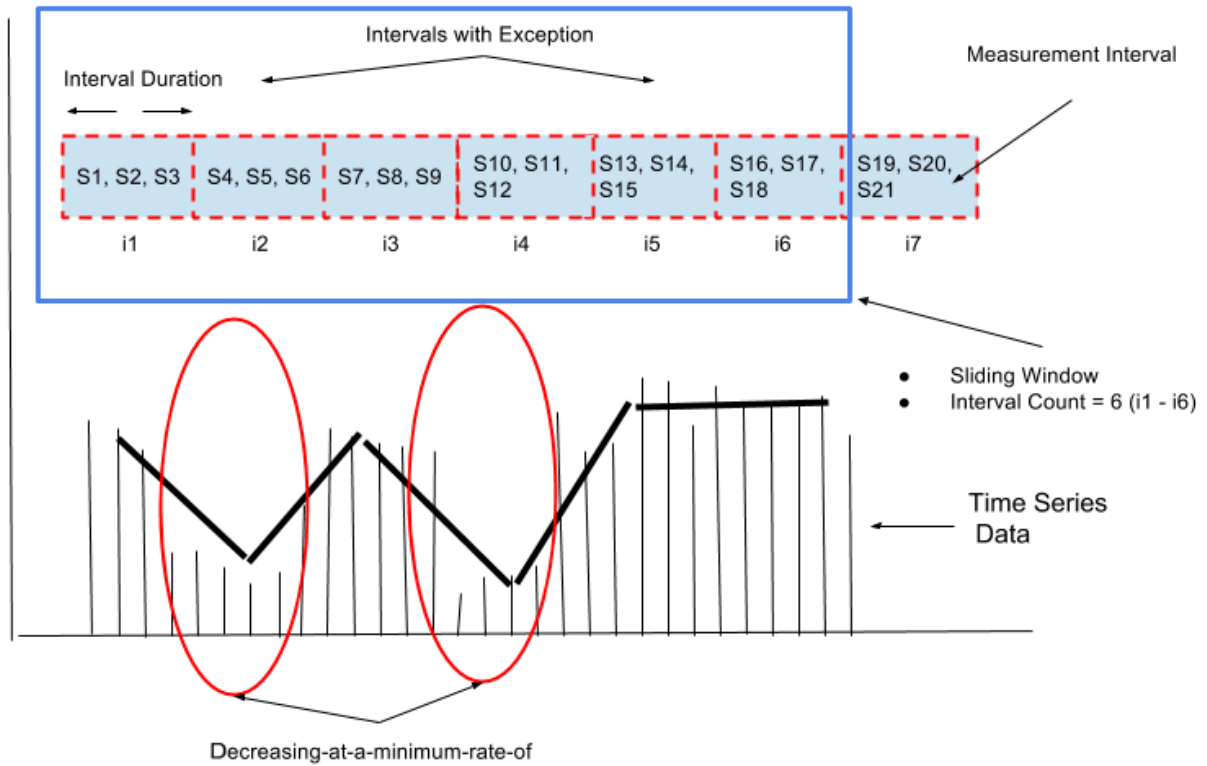 Intervals with Exception
Measurement Interval
Interval Duration
S1, S2, S3
S4, S5, S6
S7, S8, S9
S10, S11,
S12
S13, S14,
S15
S16, S17,
S18
S19, S20,
S21
i1
i2
i3
i4
i5
i6
i7
● Sliding Window
● Interval Count = 6 (i1 - i6)
Time Series
Data
Decreasing-at-a-minimum-rate-of